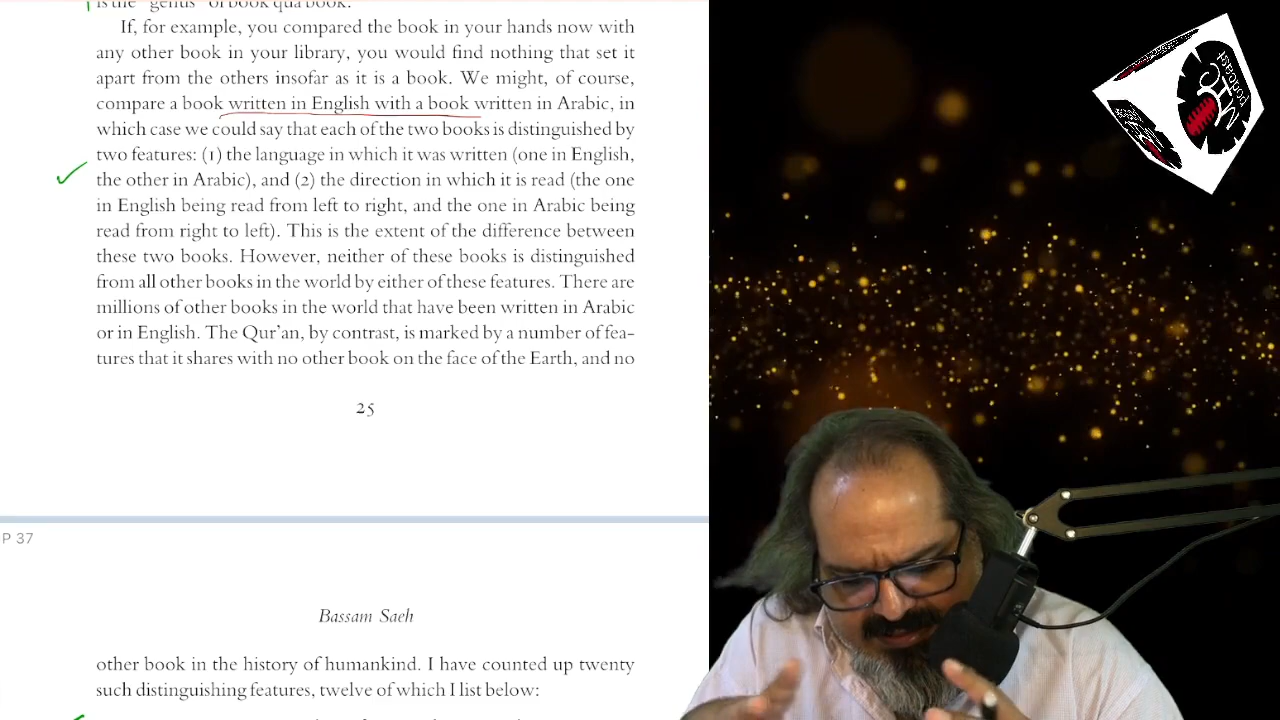 is the "genius" of book qua book.
If, for example, you compared the book in your hands now with
any other book in your library, you would find nothing that set it
apart from the others insofar as it is a book. We might, of course,
compare a book written in English with a book written in Arabic, in
which case we could say that each of the two books is distinguished by
two features: (1) the language in which it was written (one in English,
the other in Arabic), and (2) the direction in which it is read (the one
in English being read from left to right, and the one in Arabic being
read from right to left). This is the extent of the difference between
these two books. However, neither of these books is distinguished
from all other books in the world by either of these features. There are
millions of other books in the world that have been written in Arabic
or in English. The Qur'an, by contrast, is marked by a number of fea-
tures that it shares with no other book on the face of the Earth, and no
25
P 37
Bassam Saeh
other book in the history of humankind. I have counted up twenty
such distinguishing features, twelve of which I list below:
podcast